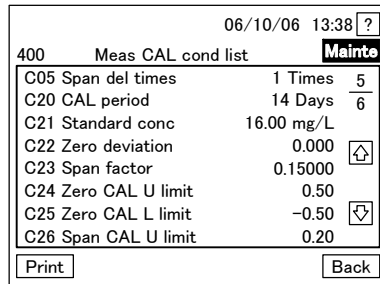 06/10/06 13:38 ?
400 Meas CAL cond list Mainte
C05 Span del times 1 Times 5
C20 CAL period 14 Days 6
C21 Standard conc 16.00 mg/L
C22 Zero deviation 0.000
C23 Span factor 0.15000
C24 Zero CAL U limit 0.50
C25 Zero CAL L limit −0.50
C26 Span CAL U limit 0.20
Print Back